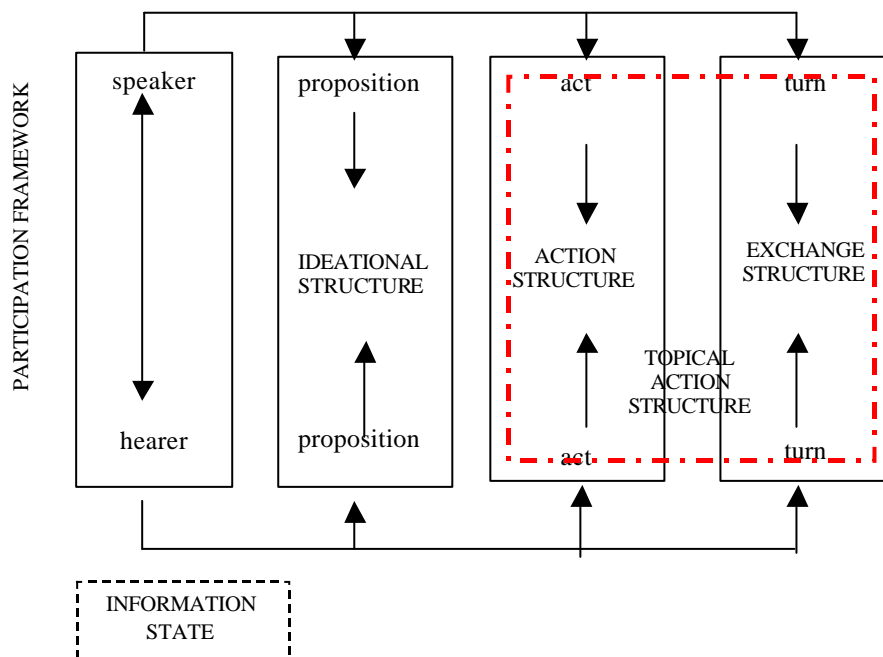 PARTICIPATION FRAMEWORK
speaker
proposition
act
turn
IDEATIONAL
STRUCTURE
ACTION
STRUCTURE
EXCHANGE
STRUCTURE
TOPICAL
ACTION
STRUCTURE
hearer
proposition
act
turn
INFORMATION
STATE